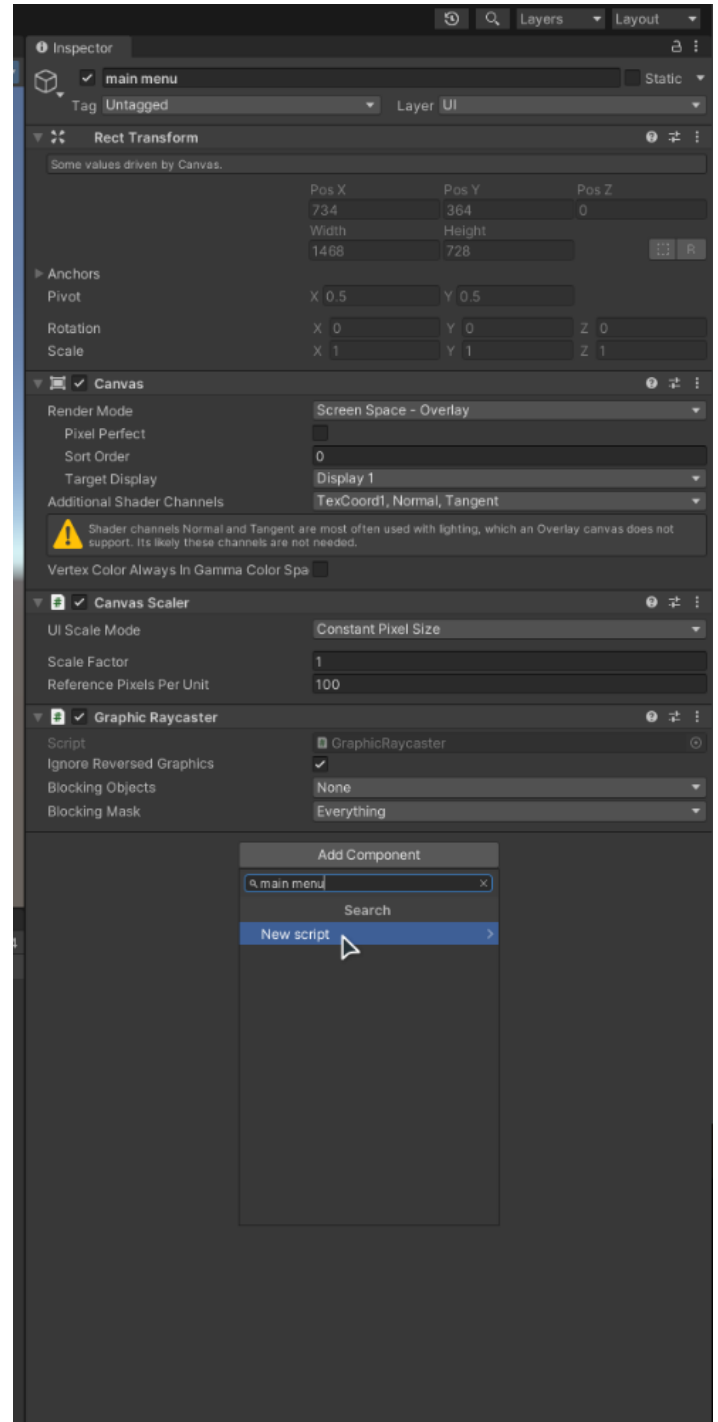 Layers Layout
Inspector
main menu Static
Tag Untagged Layer UI
Rect Transform
Some values driven by Canvas.
Pos X Pos Y Pos Z
734 364 0
Width Height
1468 728
R
Anchors
Pivot X 0.5 Y 0.5
Rotation X 0 Y 0 Z 0
Scale X 1 Y 1 Z 1
Canvas
Render Mode Screen Space - Overlay
Pixel Perfect
Sort Order 0
Target Display Display 1
Additional Shader Channels TexCoord1, Normal, Tangent
Shader channels Normal and Tangent are most often used with lighting, which an Overlay canvas does not
support. Its likely these channels are not needed.
Vertex Color Always In Gamma Color Spa
Canvas Scaler
UI Scale Mode Constant Pixel Size
Scale Factor 1
Reference Pixels Per Unit 100
Graphic Raycaster
Script GraphicRaycaster
Ignore Reversed Graphics
Blocking Objects None
Blocking Mask Everything
Add Component
main menu
Search
New script